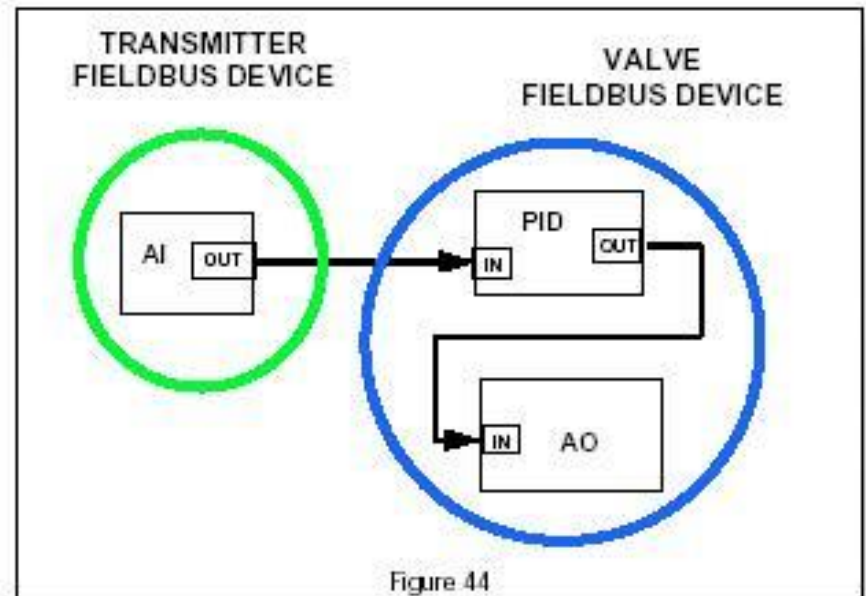 TRANSMITTER
FIELDBUS DEVICE
VALVE
FIELDBUS DEVICE
AI
OUT
PID
IN
OUT
IN
AO
Figure 44